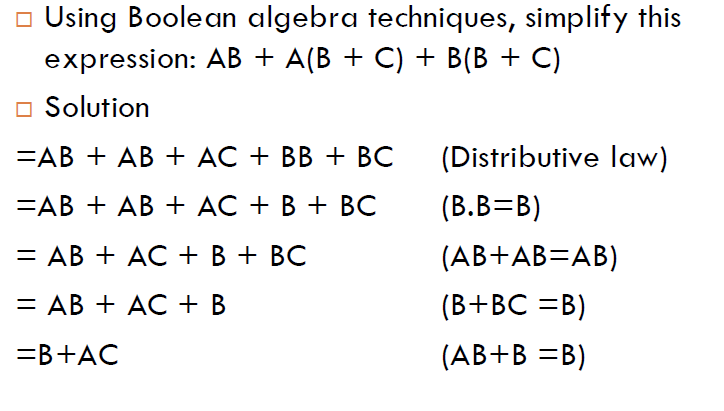 Using Boolean algebra techniques, simplify this
expression: AB + A(B + C) + B(B + C)
Solution
=AB + AB + AC + BB + BC (Distributive law)
=AB + AB + AC + B + BC (B.B=B)
= AB + AC + B + BC (AB+AB=AB)
= AB + AC + B (B+BC =B)
=B+AC (AB+B =B)